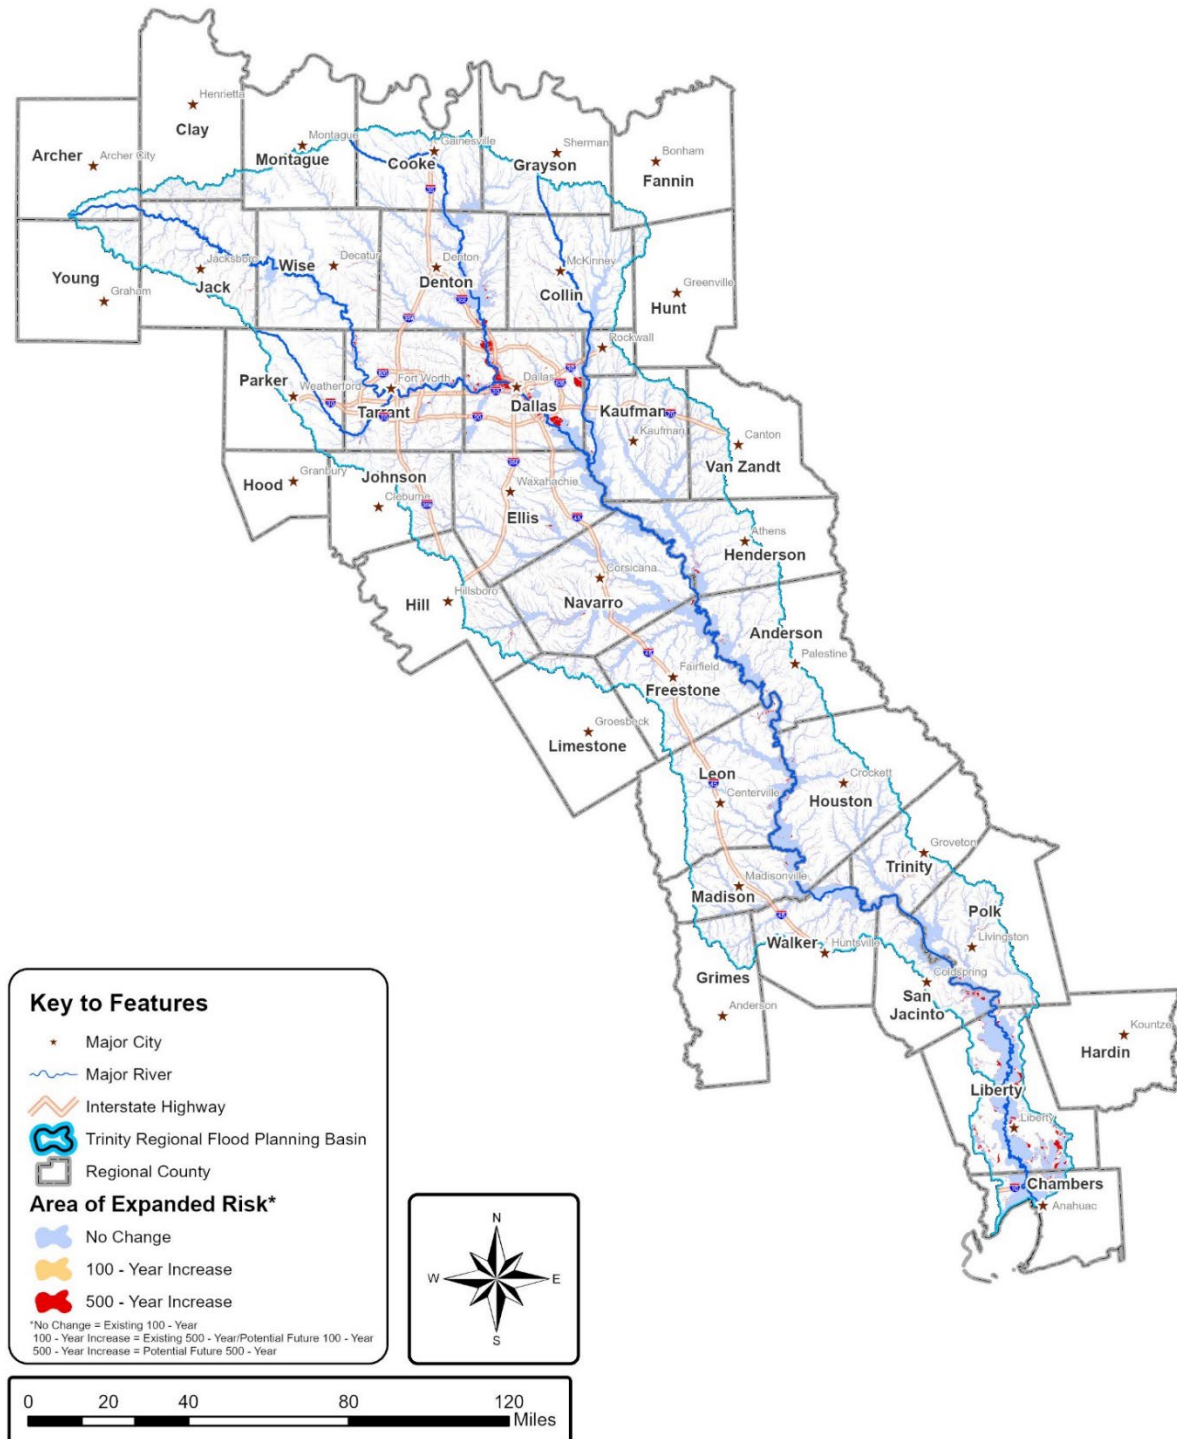 Henrietta
Clay
Archer
Archer City
Montague
Montague
Gainesville
Cooke
Sherman
Grayson
Bonham
Fannin
Young
Graham
Jacksboro
Jack
Wise
Decatur
Denton
Denton
McKinney
Collin
Greenville
Hunt
Rockwall
Parker
Weatherford
Fort Worth
Tarrant
Dallas
Dallas
Kaufman
Kaufman
Canton
Van Zandt
Granbury
Hood
Johnson
Cleburne
Waxahachie
Ellis
Athens
Henderson
Corsicana
Navarro
Hill
Hillsboro
Anderson
Palestine
Fairfield
Freestone
Groesbeck
Limestone
Leon
Centerville
Crockett
Houston
Groveton
Trinity
Madisonville
Madison
Polk
Livingston
Walker
Huntsville
Grimes
Anderson
Coldspring
San
Jacinto
Kountze
Hardin
Liberty
Liberty
Chambers
Anahuac
Key to Features
Major City
Major River
Interstate Highway
Trinity Regional Flood Planning Basin
Regional County
Area of Expanded Risk*
No Change
100 - Year Increase
500 - Year Increase
*No Change = Existing 100 - Year
100 - Year Increase = Existing 500 - Year/Potential Future 100 - Year
500 - Year Increase = Potential Future 500 - Year
N
W E
S
0 20 40 80 120
Miles